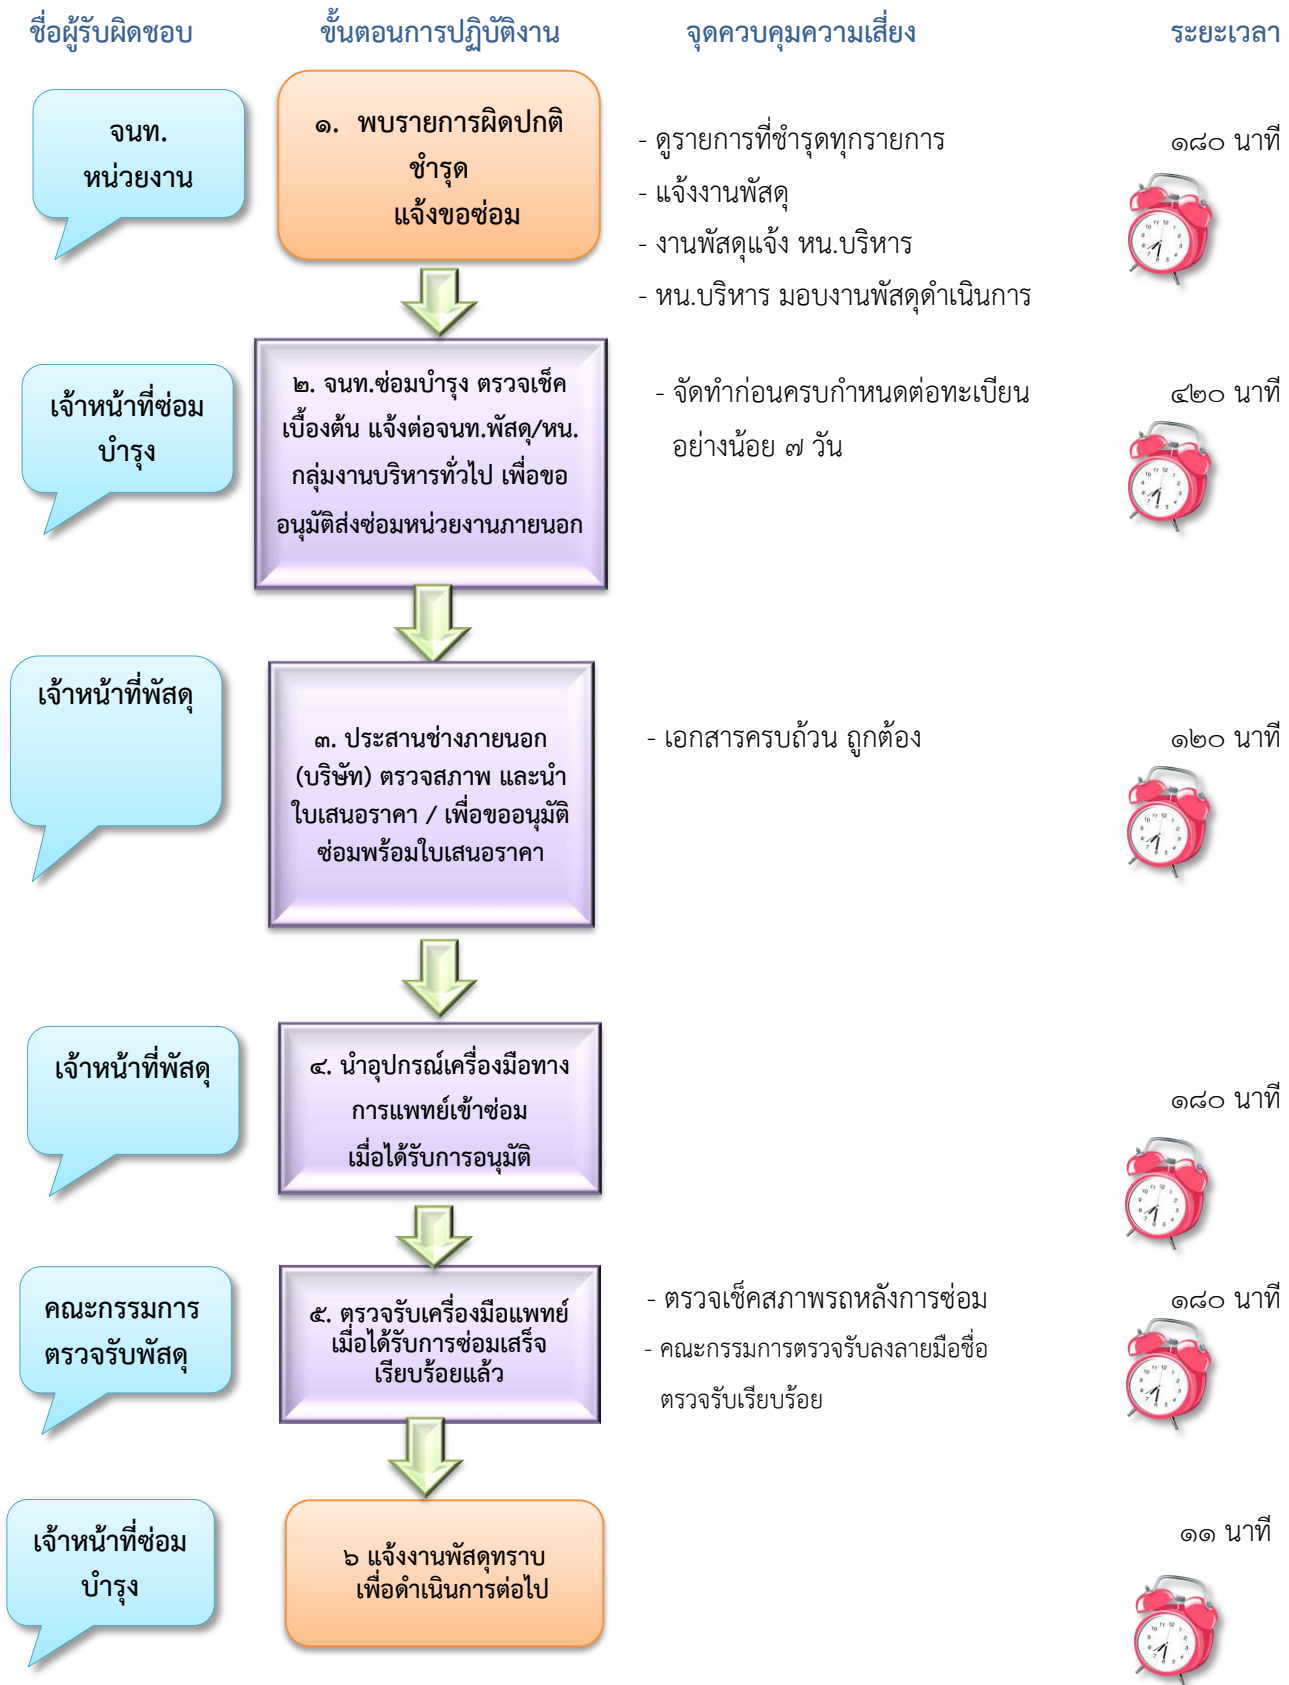 ชื่อผู้รับผิดชอบ ขั้นตอนการปฏิบัติงาน จุดควบคุมความเสี่ยง ระยะเวลา
จนท.
หน่วยงาน
๑. พบรายการผิดปกติ
ชำรุด
แจ้งขอซ่อม
- ดูรายการที่ชำรุดทุกรายการ
- แจ้งงานพัสดุ
- งานพัสดุแจ้ง หน.บริหาร
- หน.บริหาร มอบงานพัสดุดำเนินการ
๑๘๐ นาที
เจ้าหน้าที่ซ่อม
บำรุง
๒. จนท.ซ่อมบำรุง ตรวจเช็ค
เบื้องต้น แจ้งต่อจนท.พัสดุ/หน.
กลุ่มงานบริหารทั่วไป เพื่อขอ
อนุมัติส่งซ่อมหน่วยงานภายนอก
- จัดทำก่อนครบกำหนดต่อทะเบียน
อย่างน้อย ๗ วัน
๔๒๐ นาที
เจ้าหน้าที่พัสดุ
๓. ประสานช่างภายนอก
(บริษัท) ตรวจสภาพ และนำ
ใบเสนอราคา / เพื่อขออนุมัติ
ซ่อมพร้อมใบเสนอราคา
- เอกสารครบถ้วน ถูกต้อง
๑๒๐ นาที
เจ้าหน้าที่พัสดุ
๔. นำอุปกรณ์เครื่องมือทาง
การแพทย์เข้าซ่อม
เมื่อได้รับการอนุมัติ
๑๘๐ นาที
คณะกรรมการ
ตรวจรับพัสดุ
๕. ตรวจรับเครื่องมือแพทย์
เมื่อได้รับการซ่อมเสร็จ
เรียบร้อยแล้ว
- ตรวจเช็คสภาพรถหลังการซ่อม
- คณะกรรมการตรวจรับลงลายมือชื่อ
ตรวจรับเรียบร้อย
๑๘๐ นาที
เจ้าหน้าที่ซ่อม
บำรุง
๖ แจ้งงานพัสดุทราบ
เพื่อดำเนินการต่อไป
๑๑ นาที